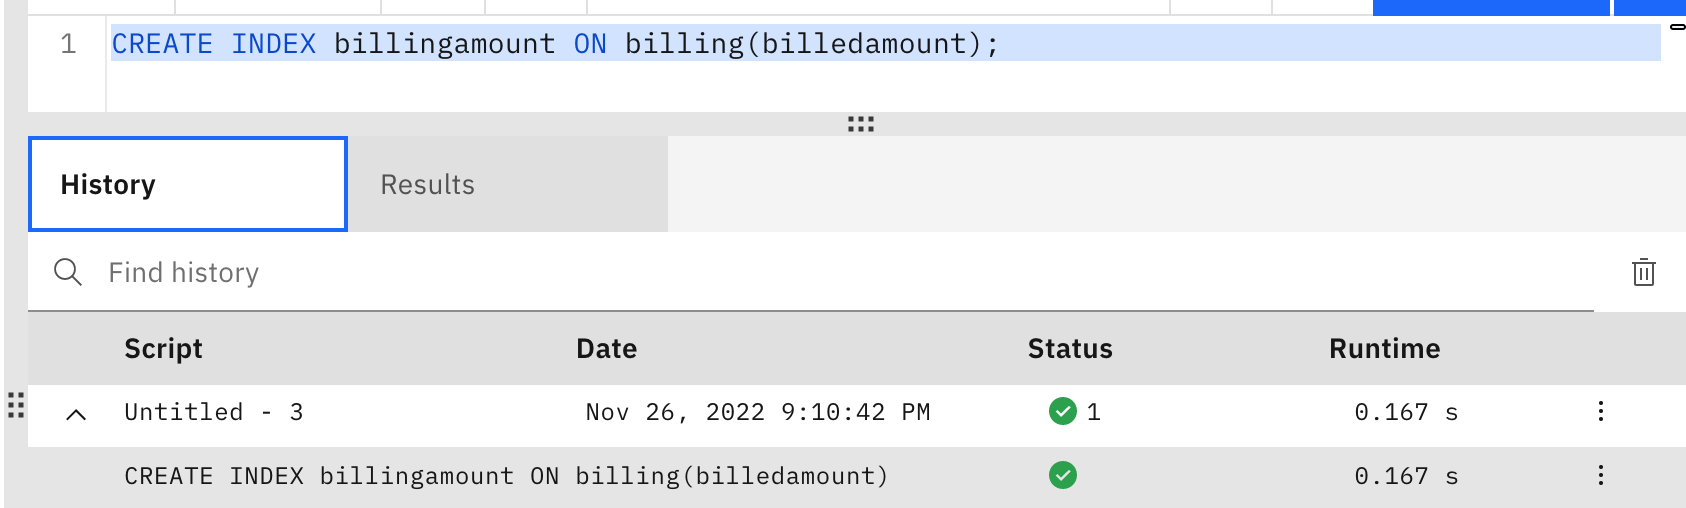 1 CREATE INDEX billingamount ON billing(billedamount);
History Results
Find history
Script Date Status Runtime
Untitled - 3 Nov 26, 2022 9:10:42 PM 1 0.167 s
CREATE INDEX billingamount ON billing(billedamount) 0.167 s